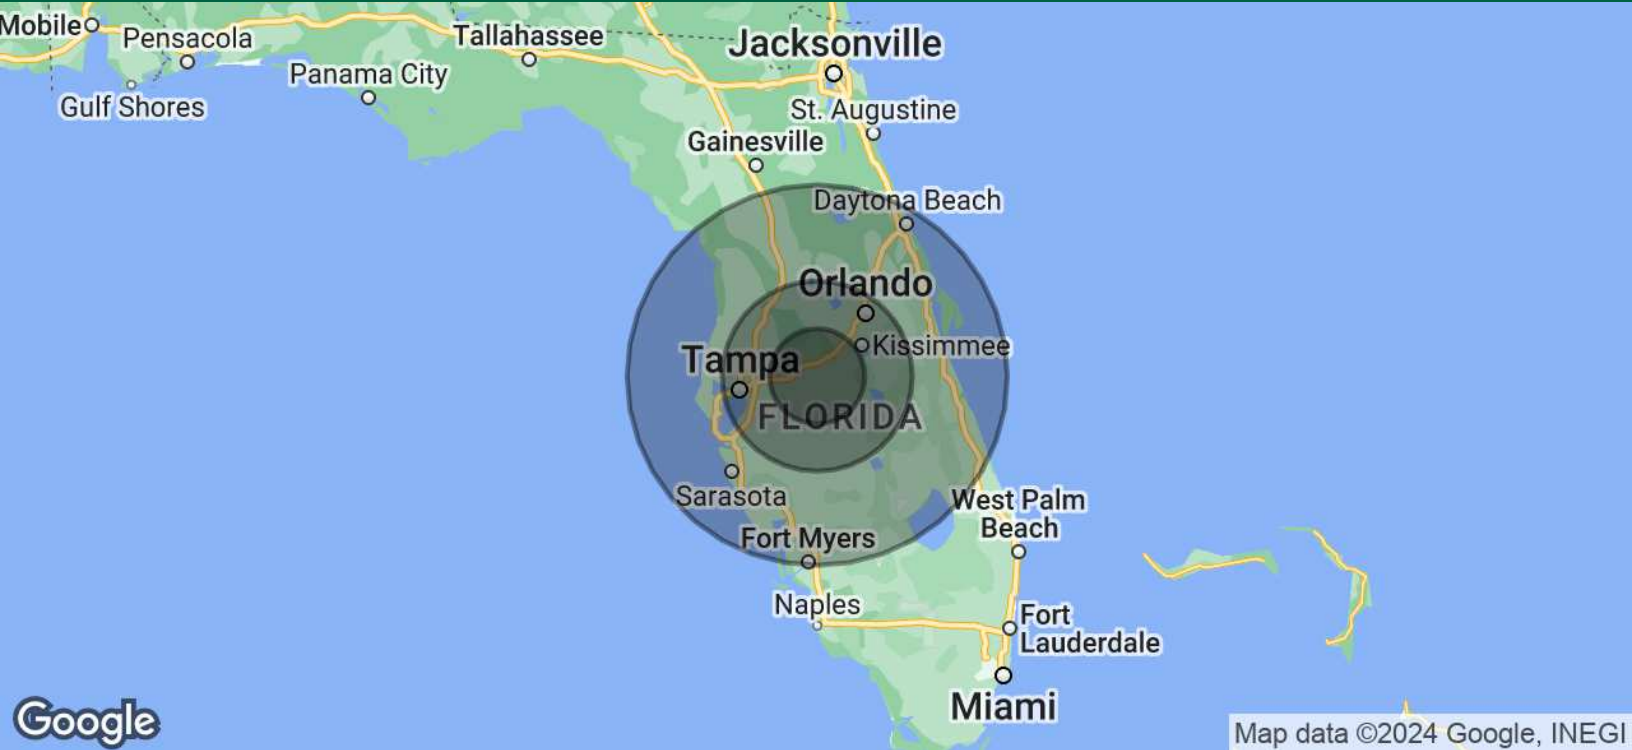 Mobile
Pensacola
Tallahassee
Jacksonville
Panama City
Gulf Shores
St. Augustine
Gainesville
Daytona Beach
Orlando
Kissimmee
Tampa
FLORIDA
Sarasota
West Palm
Beach
Fort Myers
Naples
Fort
Lauderdale
Miami
Google
Map data ©2024 Google, INEGI